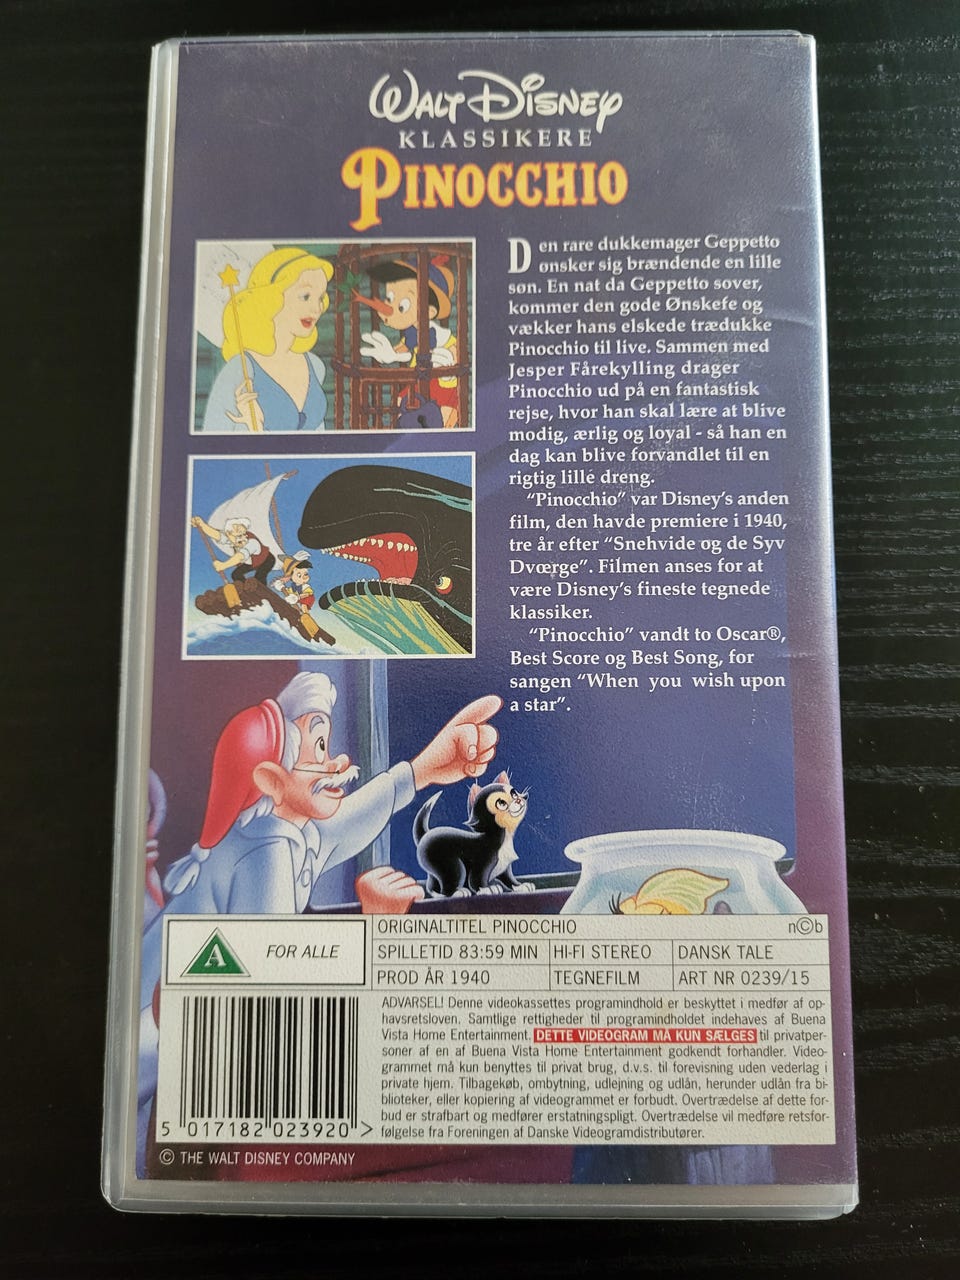 WALT DISNEY
KLASSIKERE
PINOCCHIO
Den rare dukkemager Geppetto
ønsker sig brændende en lille
søn. En nat da Geppetto sover,
kommer den gode Ønskefe og
vækker hans elskede trædukke
Pinocchio til live. Sammen med
Jesper Fårekylling drager
Pinocchio ud på en fantastisk
rejse, hvor han skal lære at blive
modig, ærlig og loyal - så han en
dag kan blive forvandlet til en
rigtig lille dreng.
"Pinocchio" var Disney's anden
film, den havde premiere i 1940,
tre år efter "Snehvide og de Syv
Dværge". Filmen anses for at
være Disney's fineste tegnede
klassiker.
"Pinocchio" vandt to Oscar®,
Best Score og Best Song, for
sangen "When you wish upon
a star".
A FOR ALLE
ORIGINALTITEL PINOCCHIO n©b
SPILLETID 83:59 MIN HI-FI STEREO DANSK TALE
PROD ÅR 1940 TEGNEFILM ART NR 0239/15
ADVARSEL! Denne videokassettes programindhold er beskyttet i medfør af op-
havsretsloven. Samtlige rettigheder til programindholdet indehaves af Buena
Vista Home Entertainment. DETTE VIDEOGRAM MÅ KUN SÆLGES til privatper-
soner af en af Buena Vista Home Entertainment godkendt forhandler. Video-
grammet må kun benyttes til privat brug, d.v.s. til forevisning uden vederlag i
private hjem. Tilbagekøb, ombytning, udlejning og udlån, herunder udlån fra bi-
blioteker, eller kopiering af videogrammet er forbudt. Overtrædelse af dette for-
bud er strafbart og medfører erstatningspligt. Overtrædelse vil medføre retsfor-
følgelse fra Foreningen af Danske Videogramdistributører.
5 017182 023920 >
© THE WALT DISNEY COMPANY